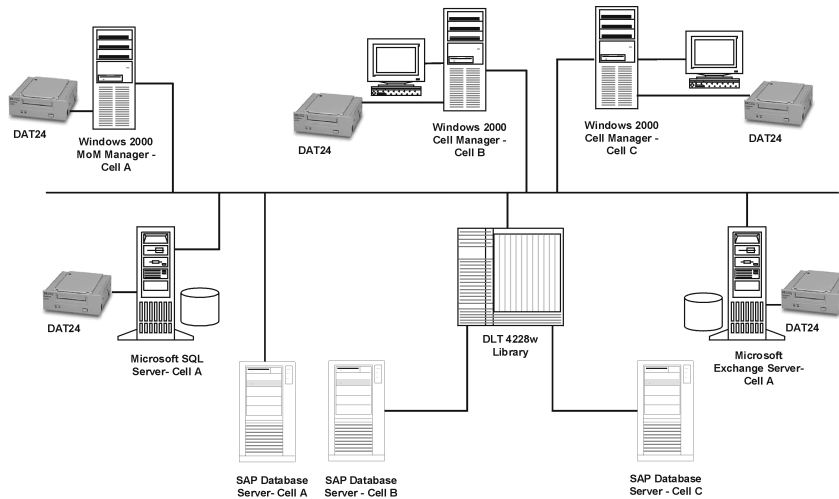 DAT24
Windows 2000
MoM Manager -
Cell A
DAT24
Windows 2000
Cell Manager -
Cell B
Windows 2000
Cell Manager -
Cell C
DAT24
DAT24
Microsoft SQL
Server- Cell A
DLT 4228w
Library
DAT24
Microsoft
Exchange Server-
Cell A
SAP Database
Server- Cell A
SAP Database
Server - Cell B
SAP Database
Server - Cell C